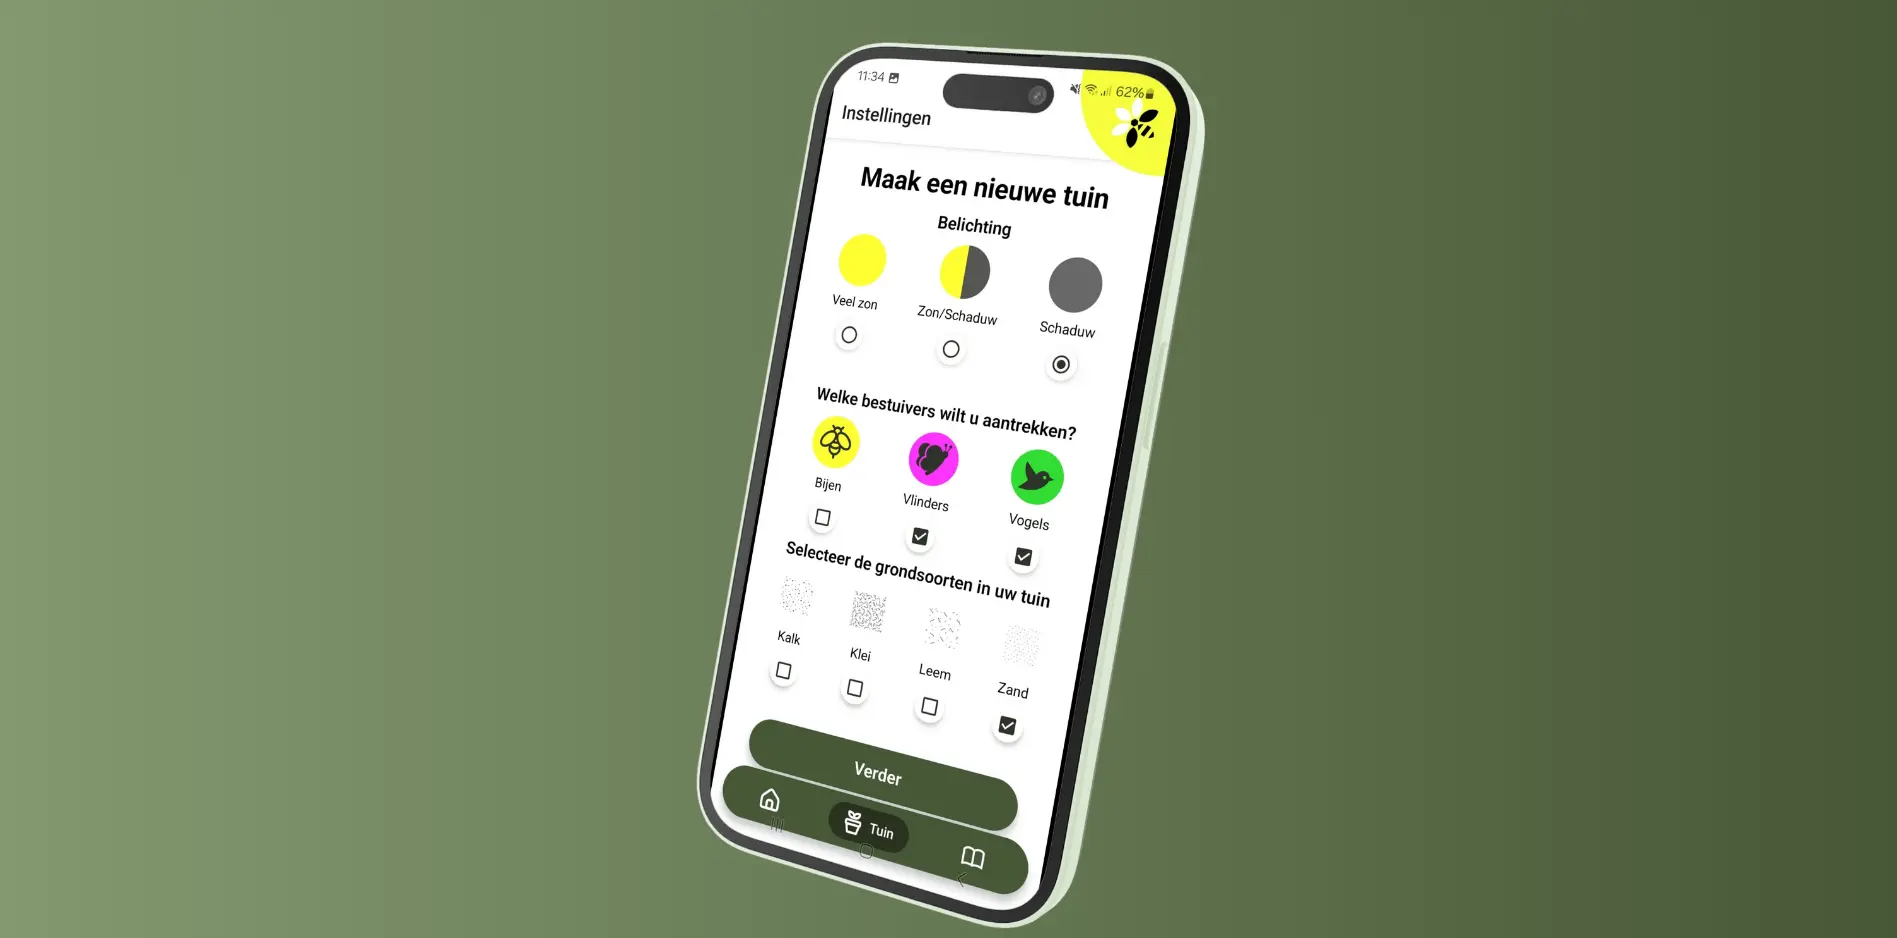 11:34
62%
Instellingen
Maak een nieuwe tuin
Belichting
Veel zon
Zon/Schaduw
Schaduw
Welke bestuivers wilt u aantrekken?
Bijen
Vlinders
Vogels
Selecteer de grondsoorten in uw tuin
Kalk
Klei
Leem
Zand
Verder
Tuin